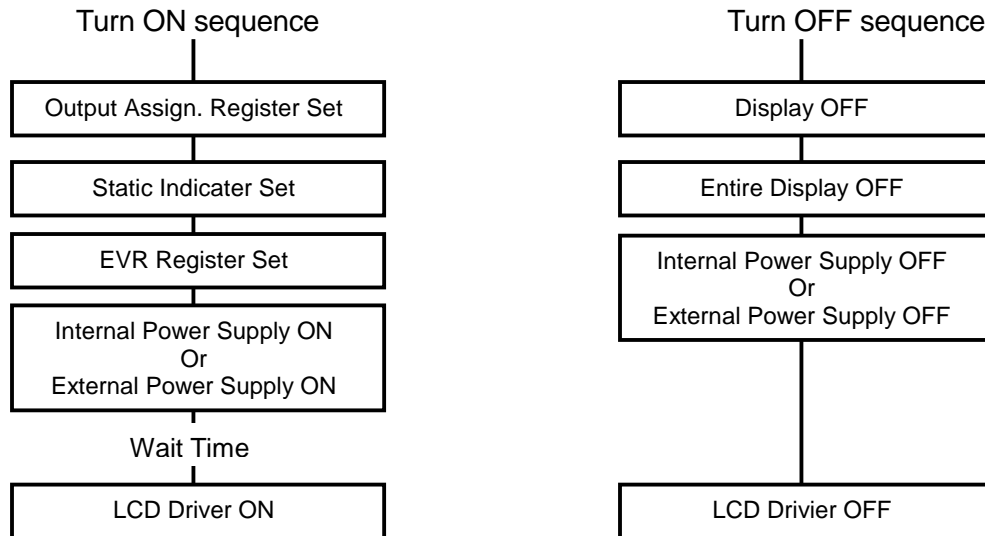 Turn ON sequence
Output Assign. Register Set
Static Indicater Set
EVR Register Set
Internal Power Supply ON
Or
External Power Supply ON
Wait Time
LCD Driver ON
Turn OFF sequence
Display OFF
Entire Display OFF
Internal Power Supply OFF
Or
External Power Supply OFF
LCD Drivier OFF